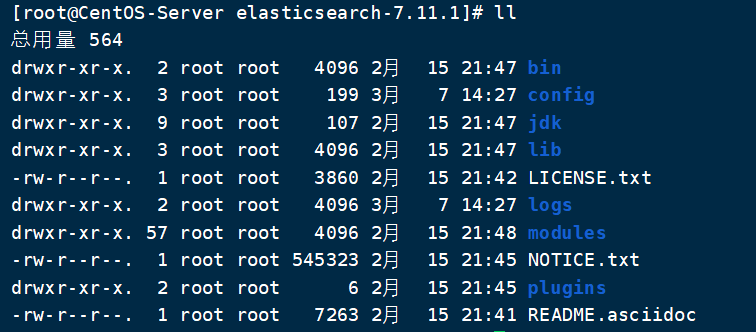 [root@CentOS-Server elasticsearch-7.11.1]# ll
总用量 564
drwxr-xr-x.  2 root root   4096 2月  15 21:47 bin
drwxr-xr-x.  3 root root    199 3月   7 14:27 config
drwxr-xr-x.  9 root root    107 2月  15 21:47 jdk
drwxr-xr-x.  3 root root   4096 2月  15 21:47 lib
-rw-r--r--.  1 root root   3860 2月  15 21:42 LICENSE.txt
drwxr-xr-x.  2 root root   4096 3月   7 14:27 logs
drwxr-xr-x. 57 root root   4096 2月  15 21:48 modules
-rw-r--r--.  1 root root 545323 2月  15 21:45 NOTICE.txt
drwxr-xr-x.  2 root root      6 2月  15 21:45 plugins
-rw-r--r--.  1 root root   7263 2月  15 21:41 README.asciidoc